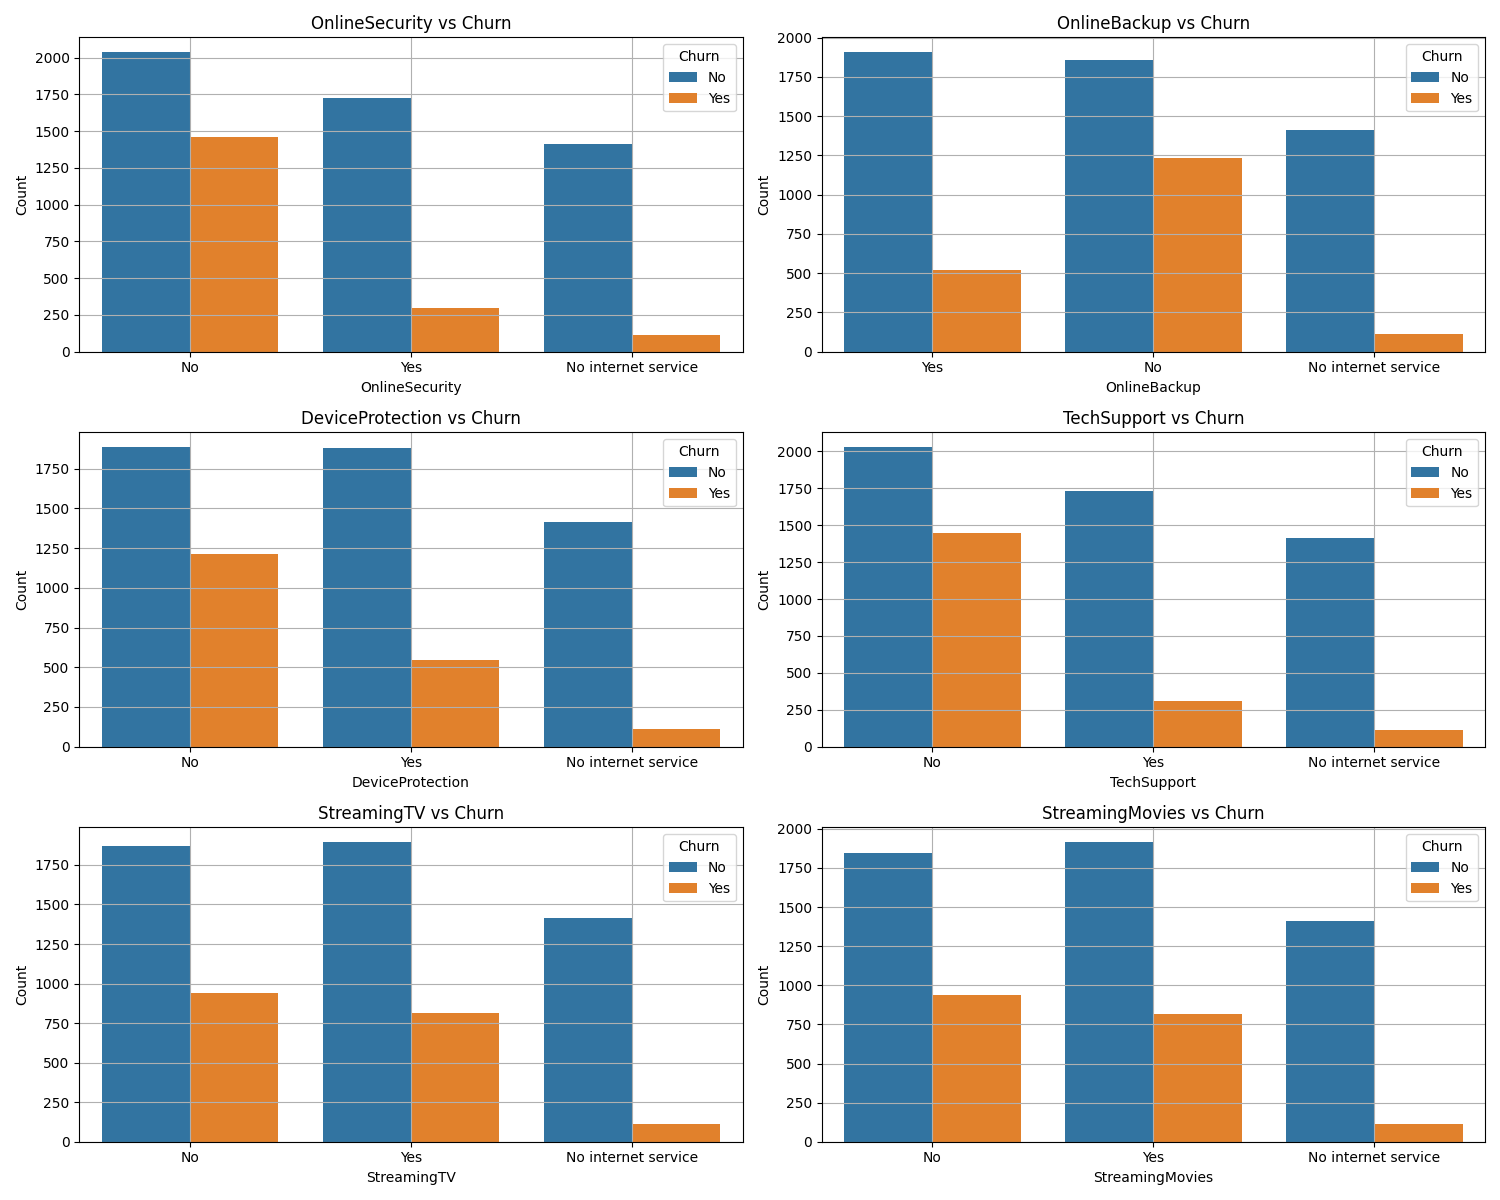 OnlineSecurity vs Churn
Churn
No
Yes
2000
1750
1500
1250
1000
750
500
250
0
Count
No Yes No internet service
OnlineSecurity
OnlineBackup vs Churn
Churn
No
Yes
2000
1750
1500
1250
1000
750
500
250
0
Count
Yes No No internet service
OnlineBackup
DeviceProtection vs Churn
Churn
No
Yes
1750
1500
1250
1000
750
500
250
0
Count
No Yes No internet service
DeviceProtection
TechSupport vs Churn
Churn
No
Yes
2000
1750
1500
1250
1000
750
500
250
0
Count
No Yes No internet service
TechSupport
StreamingTV vs Churn
Churn
No
Yes
1750
1500
1250
1000
750
500
250
0
Count
No Yes No internet service
StreamingTV
StreamingMovies vs Churn
Churn
No
Yes
2000
1750
1500
1250
1000
750
500
250
0
Count
No Yes No internet service
StreamingMovies